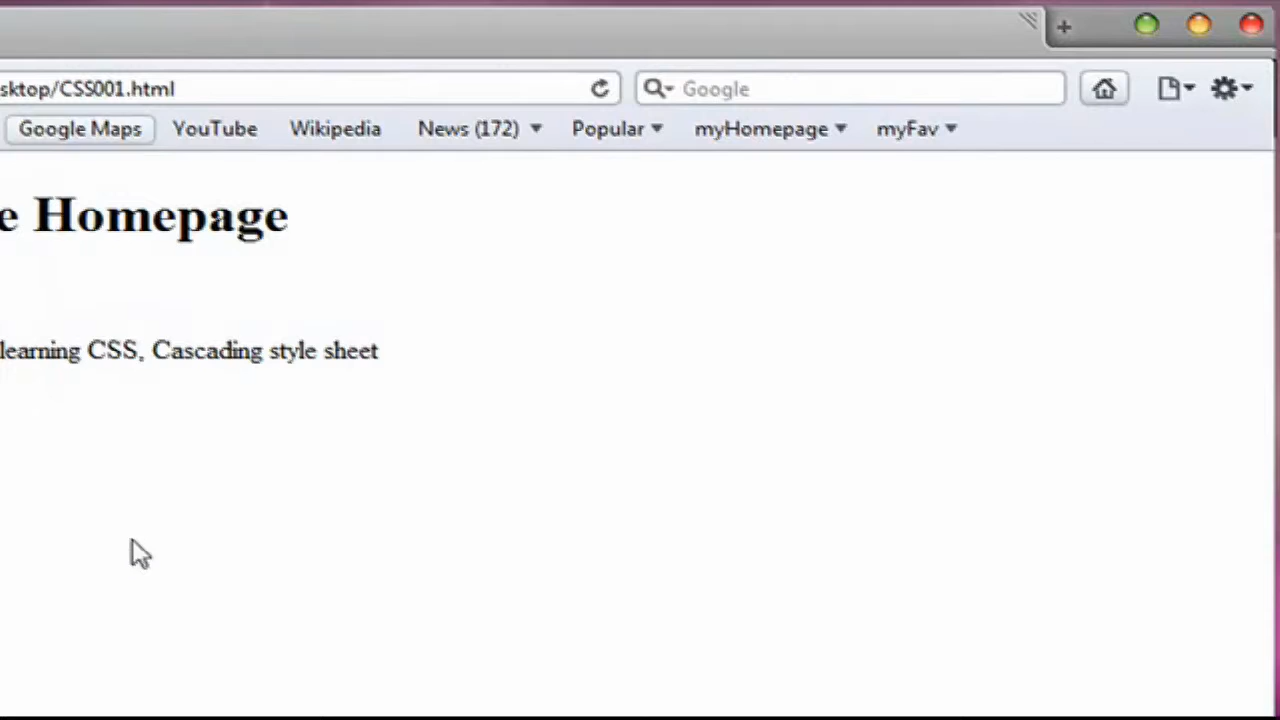 sktop/CSS001.html Google
Google Maps YouTube Wikipedia News (172) Popular myHomepage myFav
e Homepage
learning CSS, Cascading style sheet